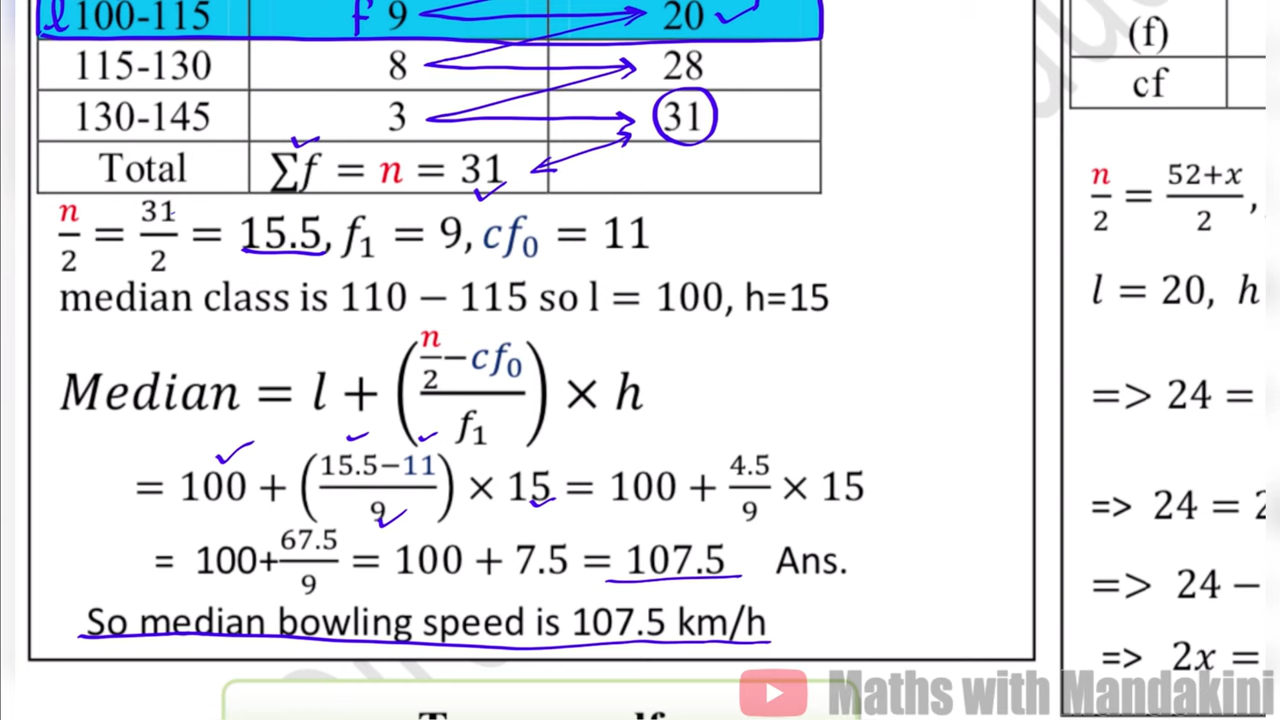 l 100-115 f 9 20
115-130 8 28
130-145 3 31
Total ∑f = n = 31
n/2 = 31/2 = 15.5, f₁ = 9, cf₀ = 11
median class is 110 − 115 so l = 100, h=15
Median = l + ((n/2 − cf₀)/f₁) × h
= 100 + ((15.5−11)/9) × 15 = 100 + 4.5/9 × 15
= 100+67.5/9 = 100 + 7.5 = 107.5 Ans.
So median bowling speed is 107.5 km/h
(f)
cf
n/2 = (52+x)/2,
l = 20, h
=> 24 =
=> 24 = 2
=> 24 −
=> 2x =
Maths with Mandakini